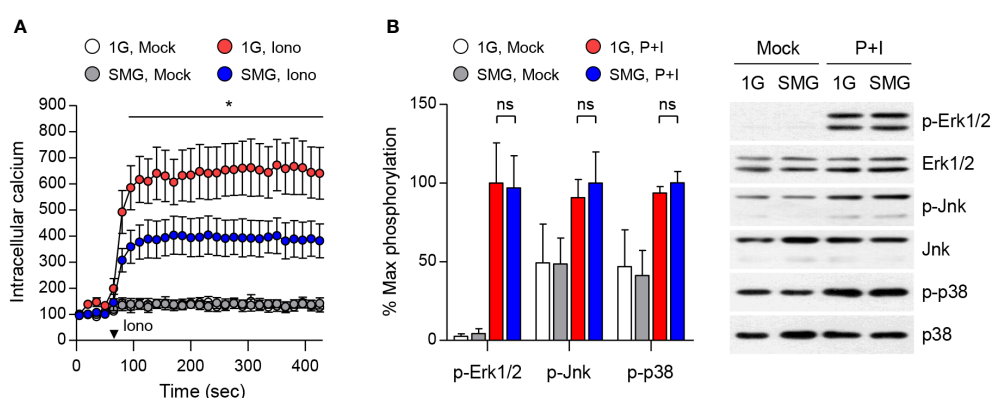 A
1G, Mock
1G, Iono
SMG, Mock
SMG, Iono
*
900
800
700
600
500
400
300
200
100
0
Intracellular calcium
Iono
0
100
200
300
400
Time (sec)
B
1G, Mock
1G, P+I
SMG, Mock
SMG, P+I
ns
ns
ns
150
100
50
0
% Max phosphorylation
p-Erk1/2
p-Jnk
p-p38
Mock
P+I
1G
SMG
1G
SMG
p-Erk1/2
Erk1/2
p-Jnk
Jnk
p-p38
p38